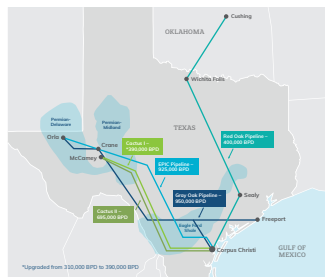 Cushing
OKLAHOMA
Wichita Falls
Permian-
Delaware
Permian-
Midland
TEXAS
Orla
Crane
McCamey
Cactus I –
*390,000 BPD
Red Oak Pipeline –
400,000 BPD
EPIC Pipeline –
925,000 BPD
Gray Oak Pipeline –
950,000 BPD
Sealy
Cactus II –
695,000 BPD
Freeport
Eagle Ford
Shale
Corpus Christi
GULF OF
MEXICO
*Upgraded from 310,000 BPD to 390,000 BPD